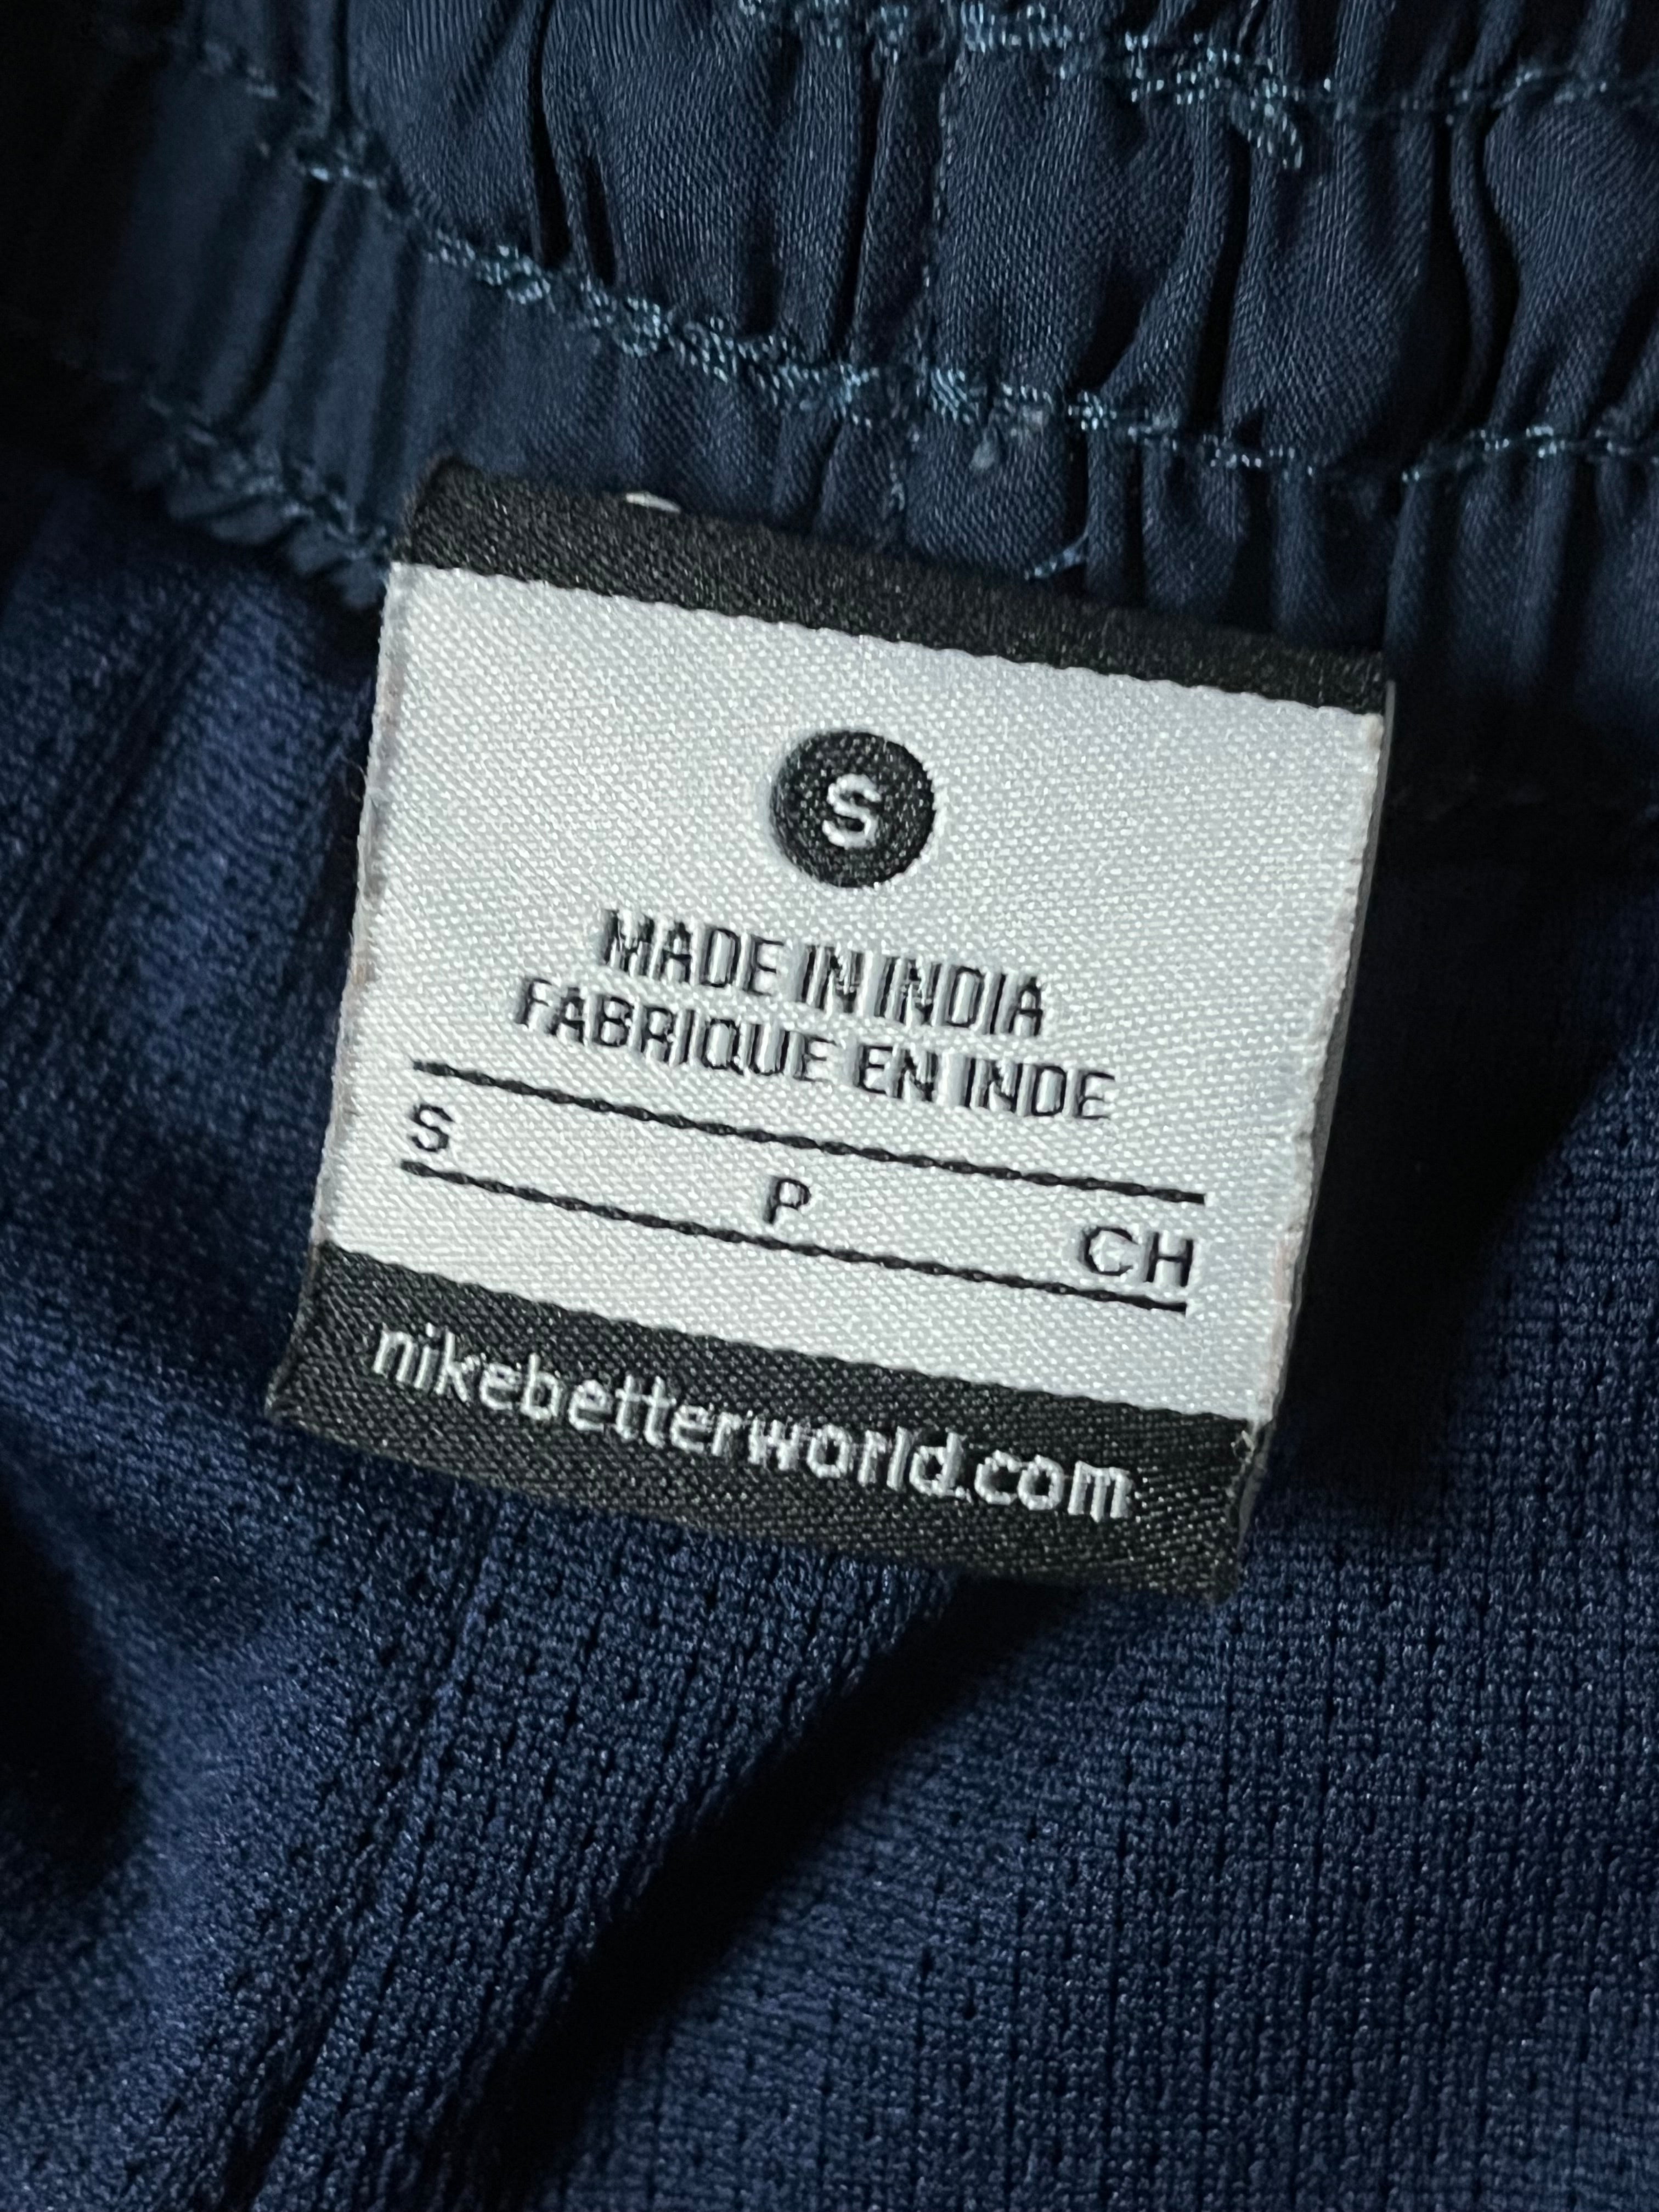 S
MADE IN INDIA
FABRIQUE EN INDE
S P CH
nikebetterworld.com